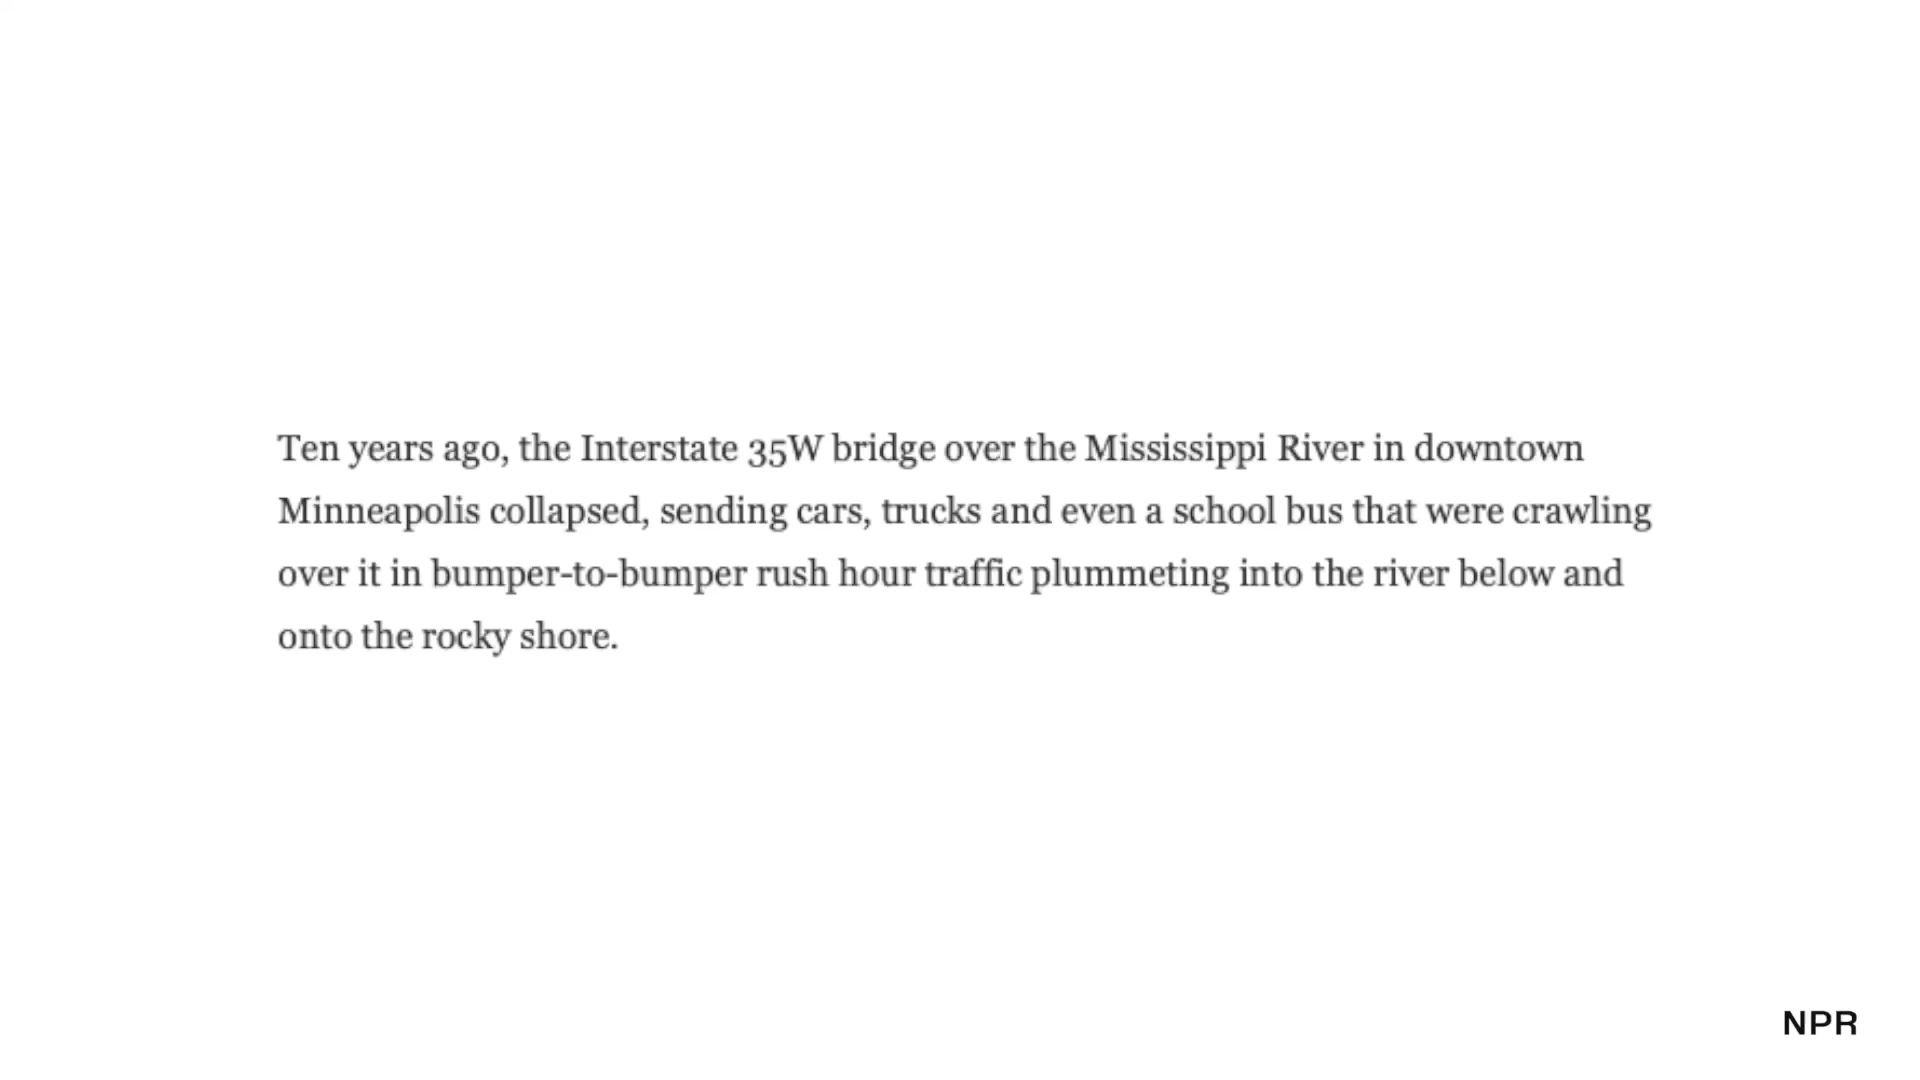 Ten years ago, the Interstate 35W bridge over the Mississippi River in downtown
Minneapolis collapsed, sending cars, trucks and even a school bus that were crawling
over it in bumper-to-bumper rush hour traffic plummeting into the river below and
onto the rocky shore.
NPR